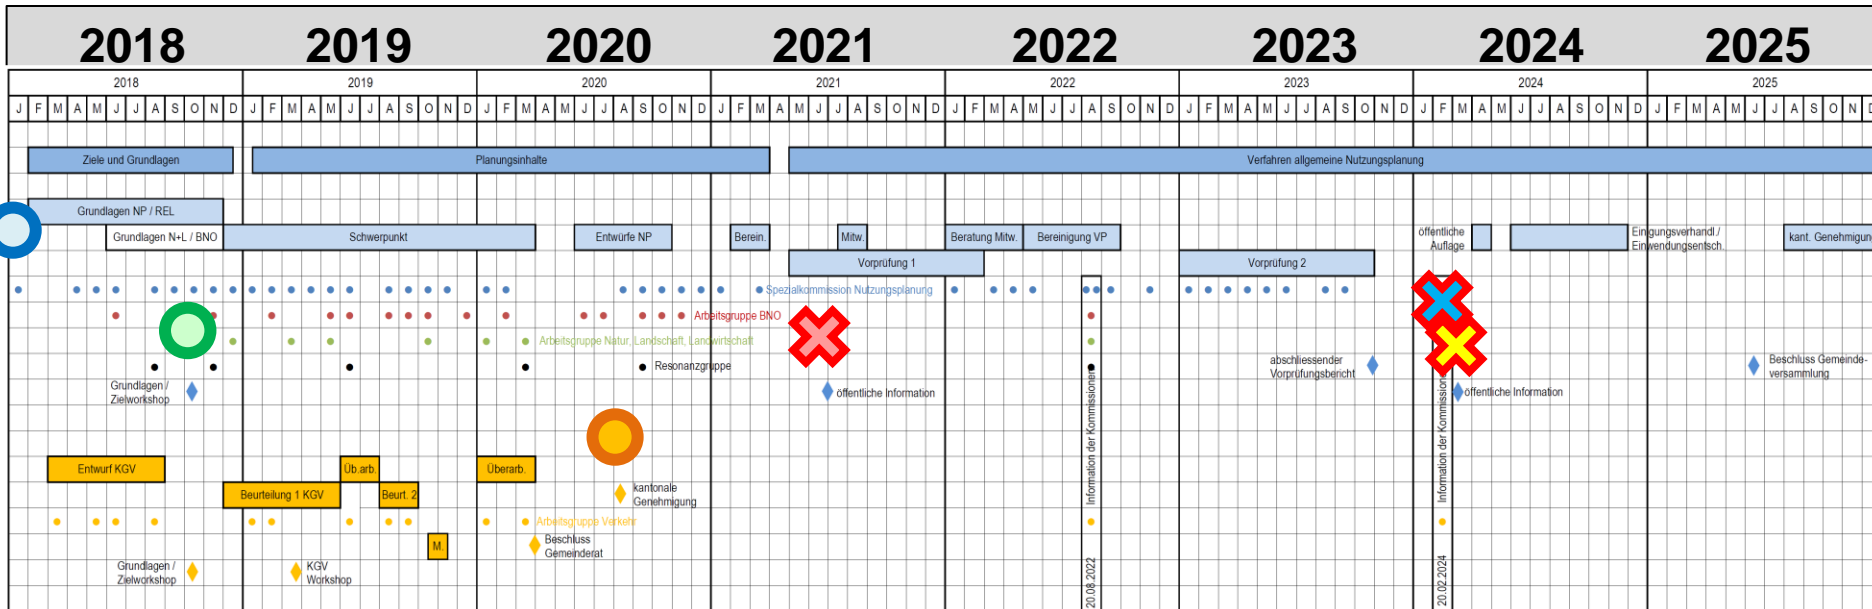 2018 2019 2020 2021 2022 2023 2024 2025
2018 2019 2020 2021 2022 2023 2024 2025
J F M A M J J A S O N D J F M A M J J A S O N D J F M A M J J A S O N D J F M A M J J A S O N D J F M A M J J A S O N D J F M A M J J A S O N D J F M A M J J A S O N D J F M A M J J A S O N D
Ziele und Grundlagen Planungsinhalte Verfahren allgemeine Nutzungsplanung
Grundlagen NP / REL
Grundlagen N+L / BNO Schwerpunkt Entwürfe NP Berein. Mitw. Beratung Mitw. Bereinigung VP
öffentliche
Auflage
Einigungsverhandl./
Einwendungsentsch.
kant. Genehmigung
Vorprüfung 1 Vorprüfung 2
Spezialkommission Nutzungsplanung
Arbeitsgruppe BNO
Arbeitsgruppe Natur, Landschaft, Landwirtschaft
Resonanzgruppe
abschliessender
Vorprüfungsbericht
Beschluss Gemeinde-
versammlung
Grundlagen /
Zielworkshop
öffentliche Information
öffentliche Information
Entwurf KGV Üb.arb. Überarb.
Beurteilung 1 KGV Beurt. 2
kantonale
Genehmigung
Arbeitsgruppe Verkehr
M.
Beschluss
Gemeinderat
Grundlagen /
Zielworkshop
KGV
Workshop
20.08.2022 Information der Kommissionen
20.02.2024 Information der Kommissionen